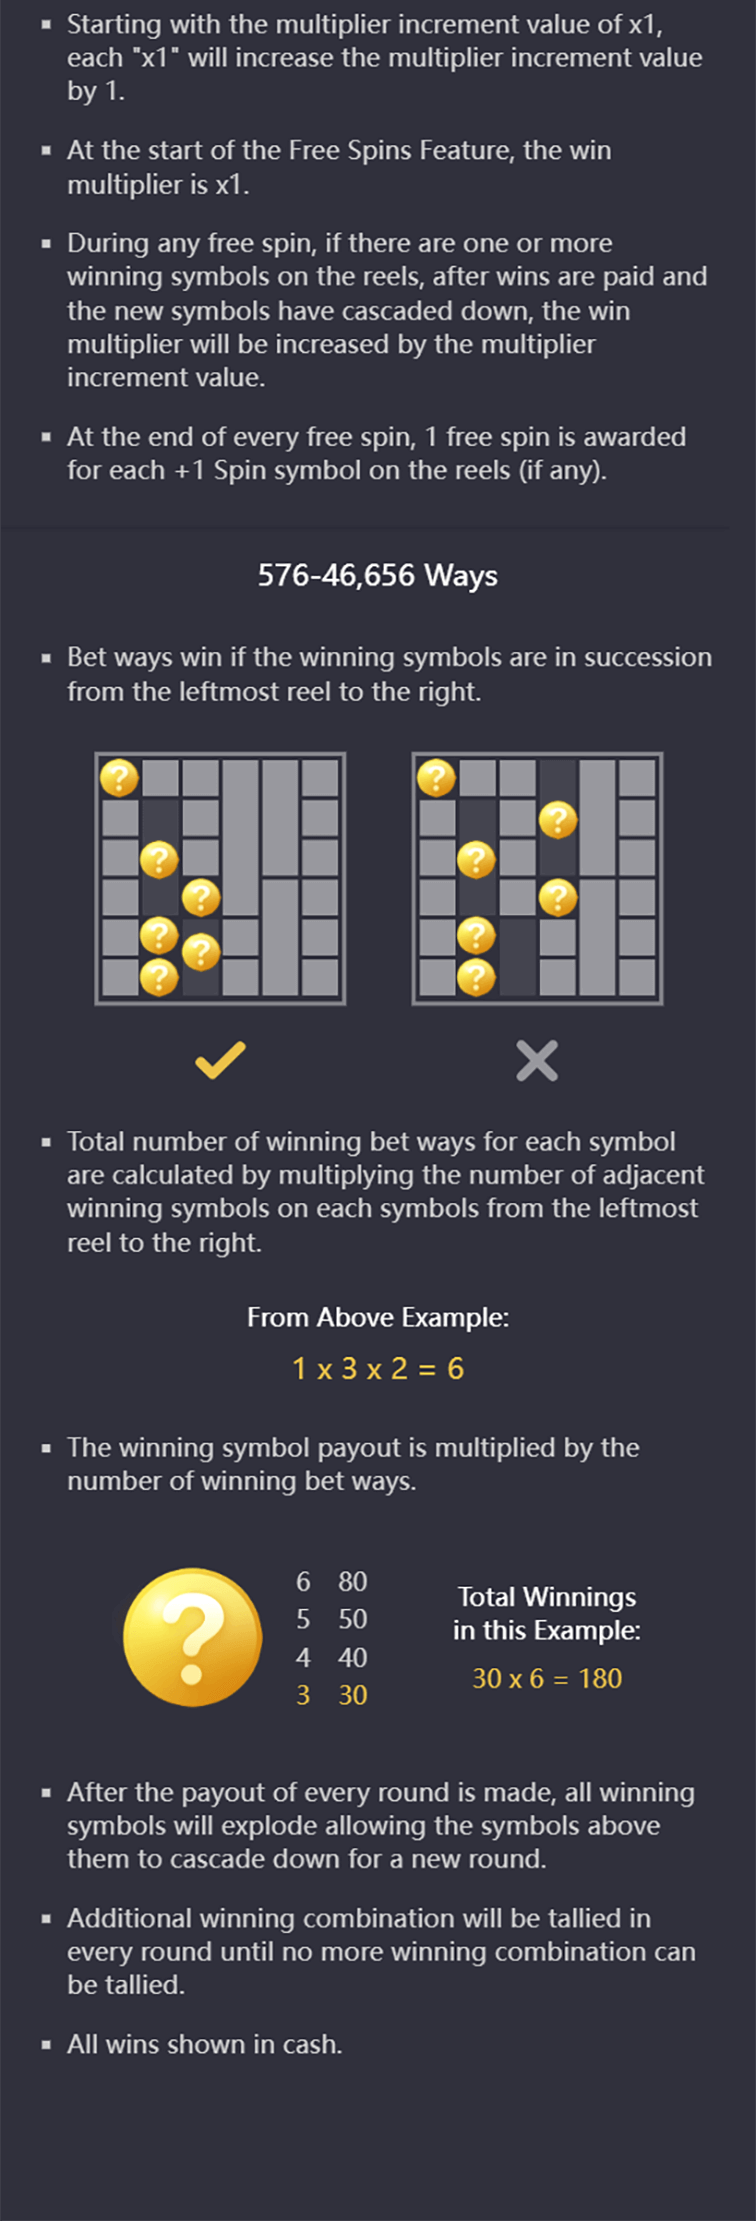 Starting with the multiplier increment value of x1,
each "x1" will increase the multiplier increment value
by 1.
At the start of the Free Spins Feature, the win
multiplier is x1.
During any free spin, if there are one or more
winning symbols on the reels, after wins are paid and
the new symbols have cascaded down, the win
multiplier will be increased by the multiplier
increment value.
At the end of every free spin, 1 free spin is awarded
for each +1 Spin symbol on the reels (if any).
576-46,656 Ways
Bet ways win if the winning symbols are in succession
from the leftmost reel to the right.
? ?
? ?
? ?
? ?
? ? ?
? ?
Total number of winning bet ways for each symbol
are calculated by multiplying the number of adjacent
winning symbols on each symbols from the leftmost
reel to the right.
From Above Example:
1 x 3 x 2 = 6
The winning symbol payout is multiplied by the
number of winning bet ways.
?
6 80
5 50
4 40
3 30
Total Winnings
in this Example:
30 x 6 = 180
After the payout of every round is made, all winning
symbols will explode allowing the symbols above
them to cascade down for a new round.
Additional winning combination will be tallied in
every round until no more winning combination can
be tallied.
All wins shown in cash.